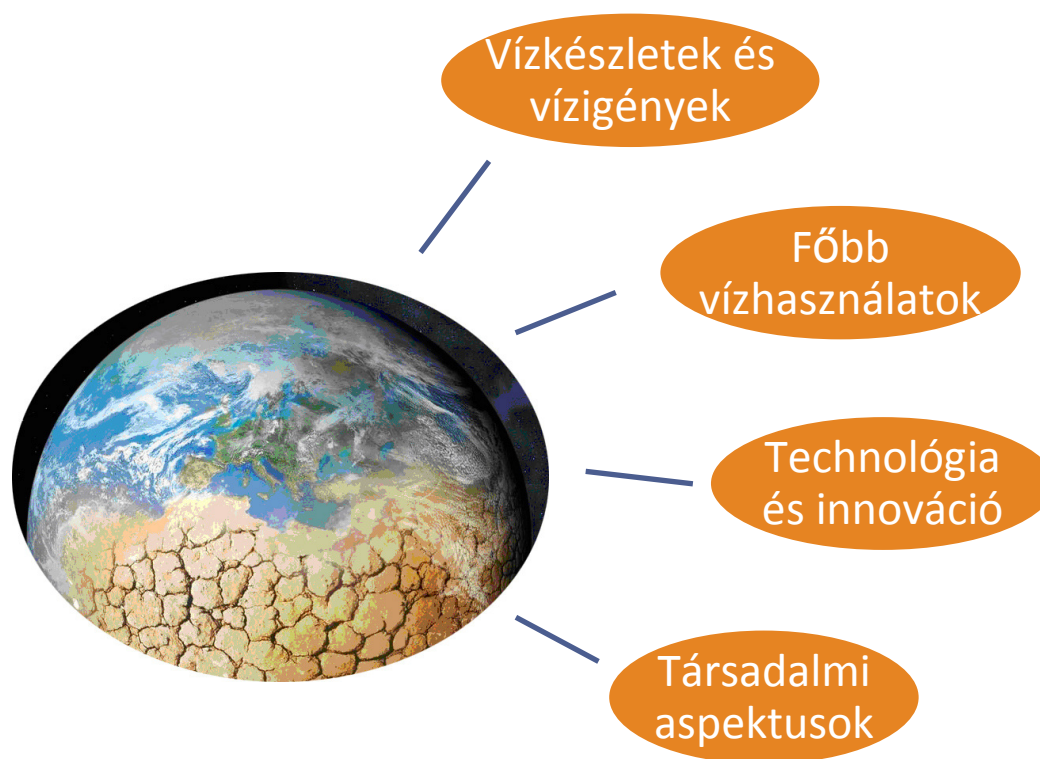 Vízkészletek és
vízigények
Főbb
vízhasználatok
Technológia
és innováció
Társadalmi
aspektusok